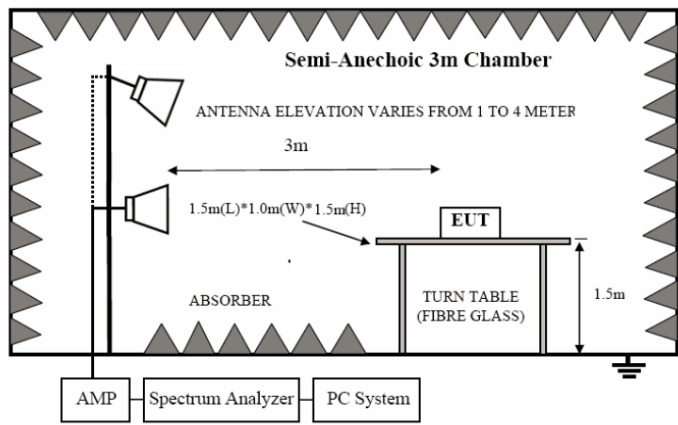 Semi-Anechoic 3m Chamber
ANTENNA ELEVATION VARIES FROM 1 TO 4 METER
3m
1.5m(L)*1.0m(W)*1.5m(H)
EUT
ABSORBER
TURN TABLE
(FIBRE GLASS)
1.5m
AMP
Spectrum Analyzer
PC System